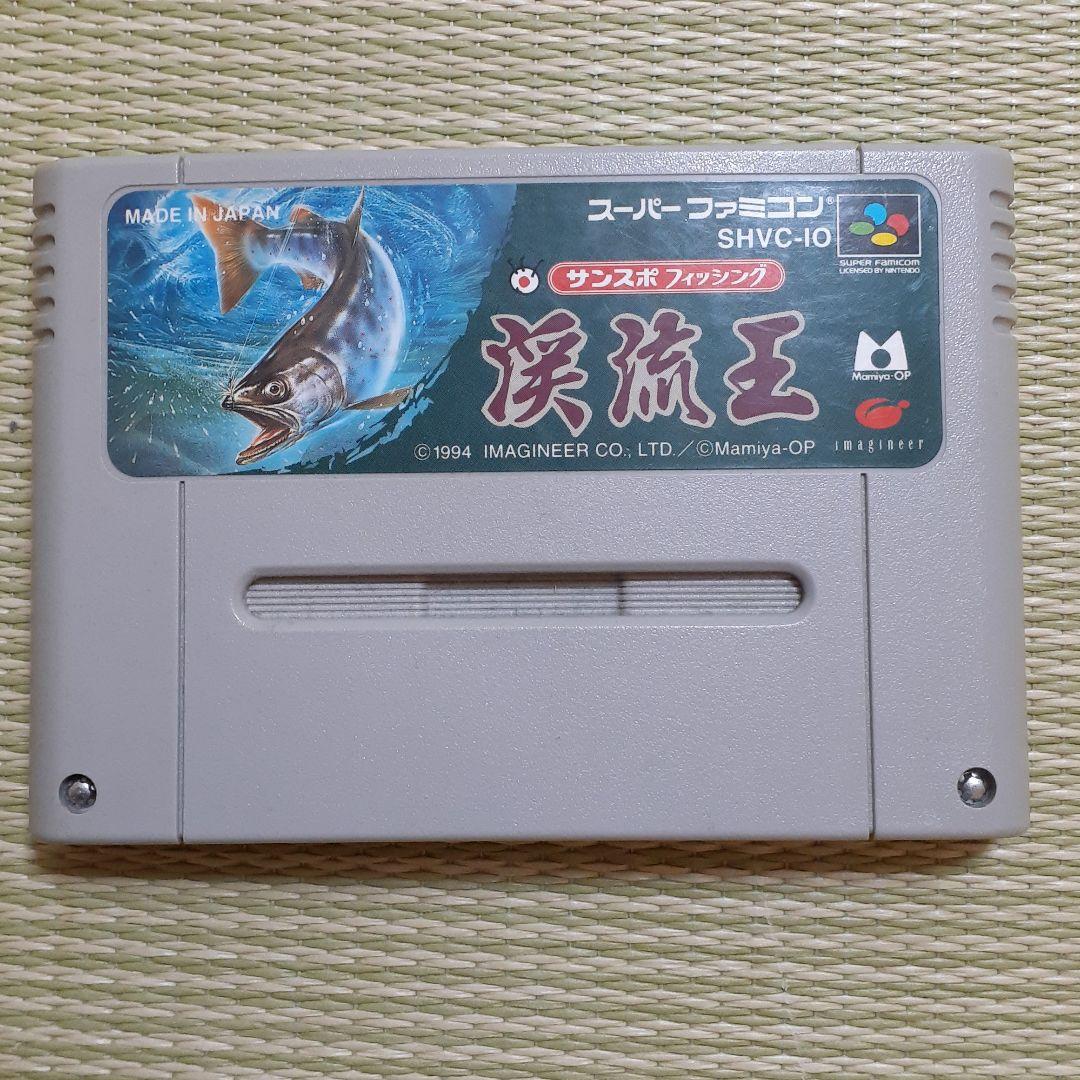 MADE IN JAPAN
スーパーファミコン®
SHVC-IO
SUPER FAMICOM
LICENSED BY NINTENDO
サンスポ フィッシング
渓流王
Mamiya-OP
imagineer
©1994 IMAGINEER CO., LTD./©Mamiya-OP